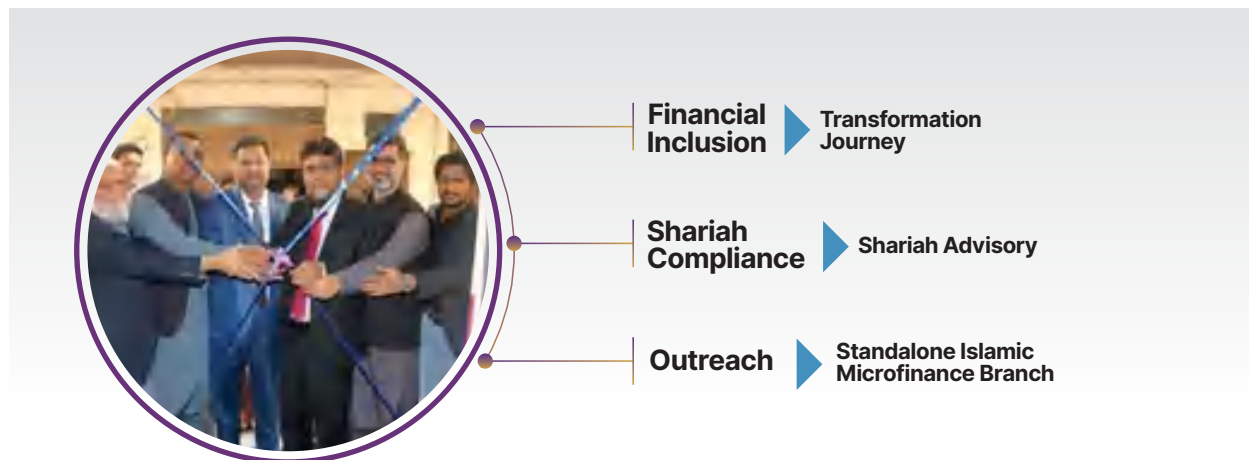 Financial
Inclusion
Transformation
Journey
Shariah
Compliance
Shariah Advisory
Outreach
Standalone Islamic
Microfinance Branch